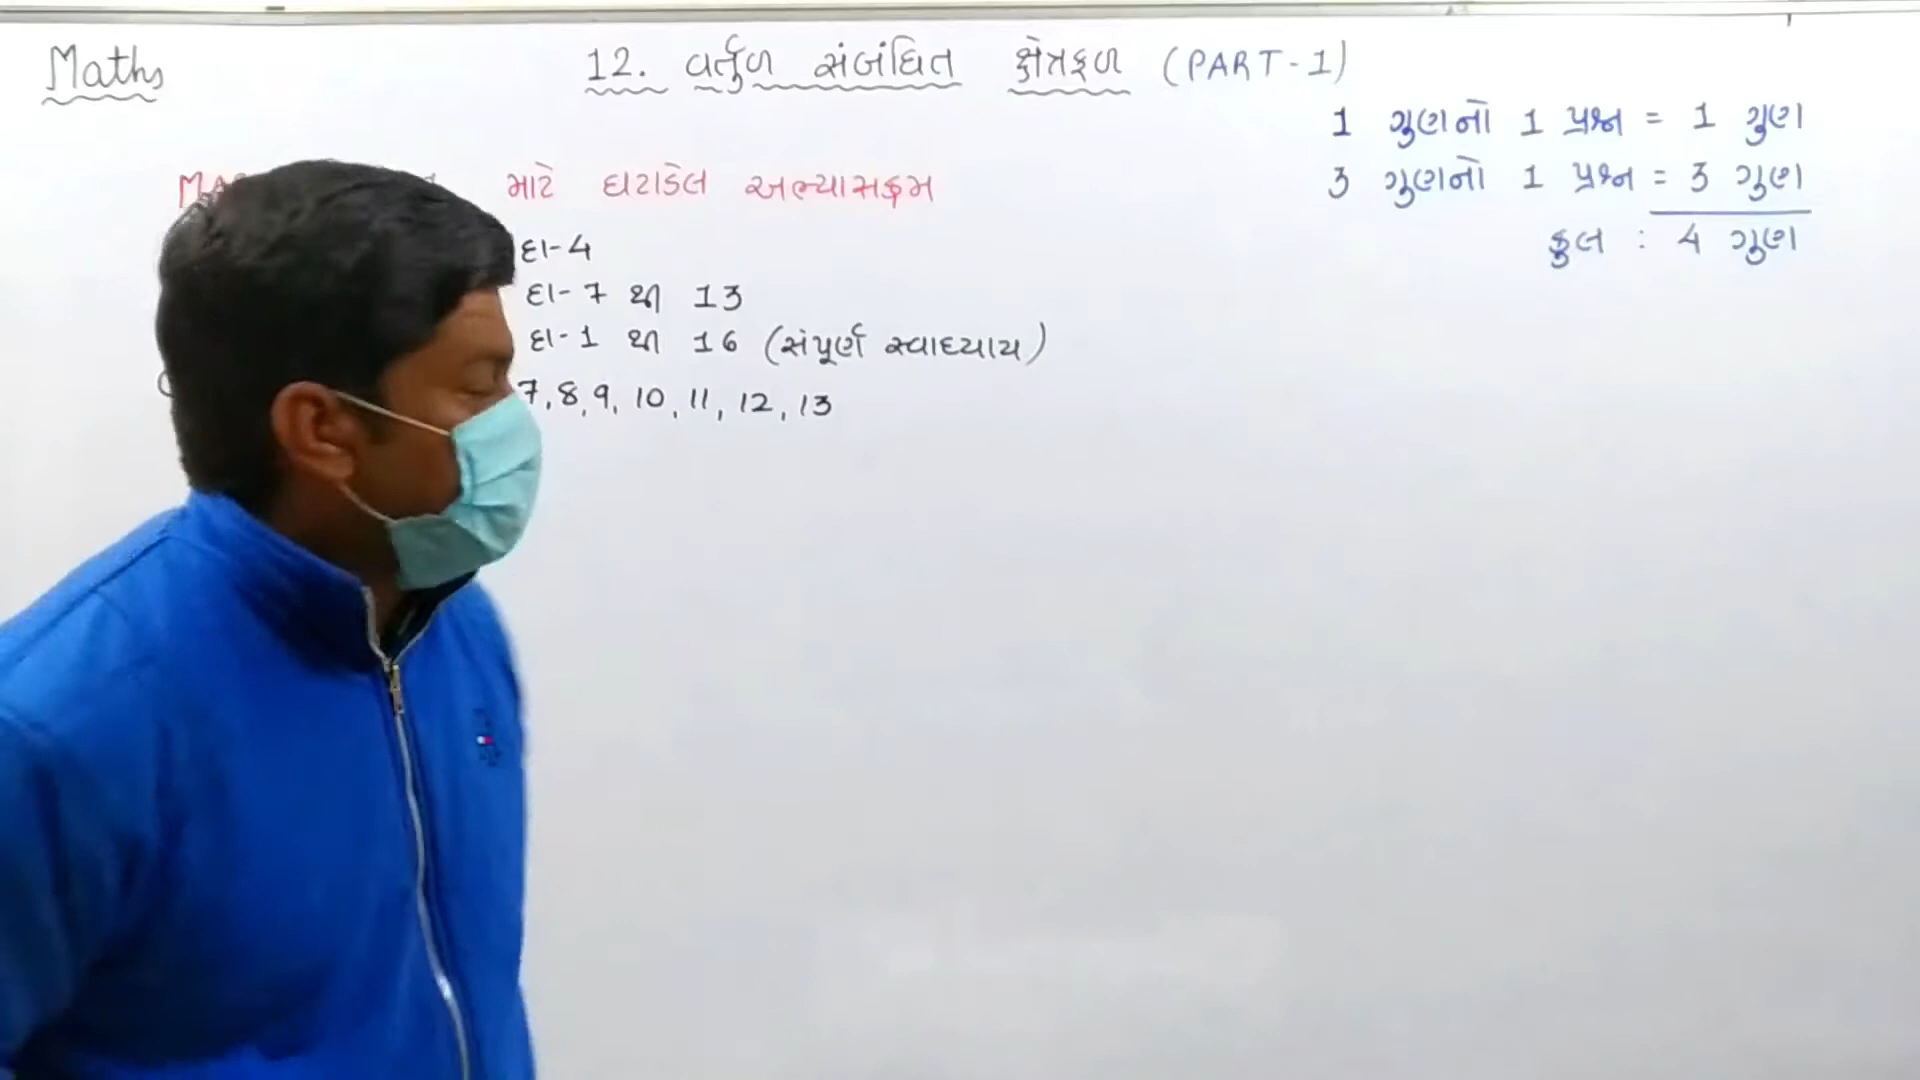 Maths
12. વર્તુળ સંબંધિત ક્ષેત્રફળ (PART-1)
1 ગુણનો 1 પ્રશ્ન = 1 ગુણ
3 ગુણનો 1 પ્રશ્ન = 3 ગુણ
કુલ : 4 ગુણ
માટે ઘટાડેલ અભ્યાસક્રમ
દા-4
દા-7 થી 13
દા-1 થી 16 (સંપૂર્ણ સ્વાધ્યાય)
7, 8, 9, 10, 11, 12, 13